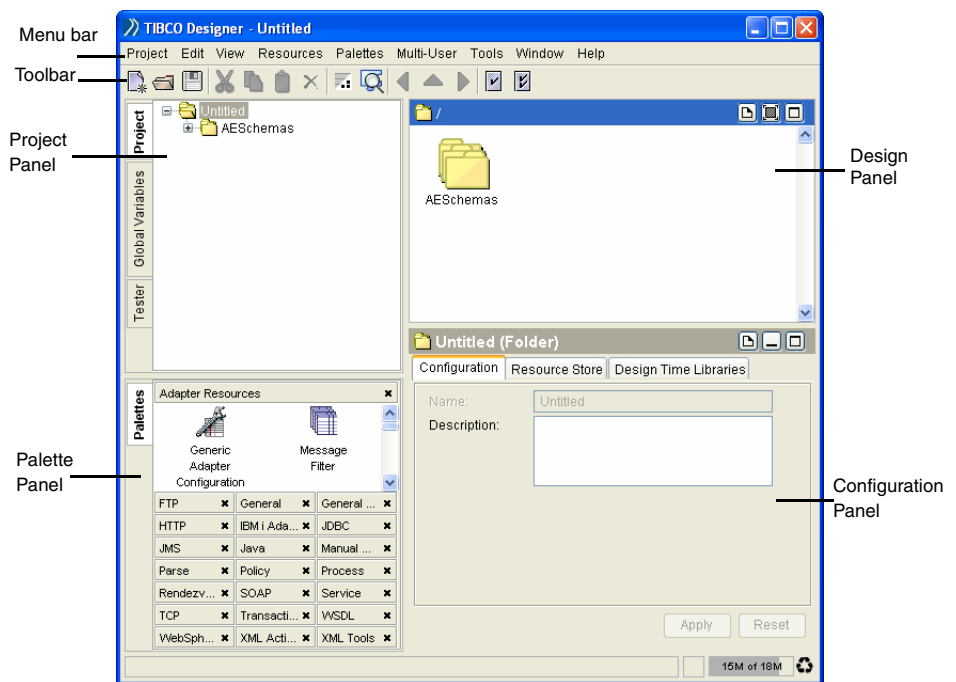 TIBCO Designer - Untitled
Menu bar
Project Edit View Resources Palettes Multi-User Tools Window Help
Toolbar
Project
Panel
Project
Global Variables
Tester
Untitled
AESchemas
/
AESchemas
Design
Panel
Untitled (Folder)
Configuration Resource Store Design Time Libraries
Name: Untitled
Description:
Configuration
Panel
Apply Reset
Palette
Panel
Palettes
Adapter Resources
Generic
Adapter
Configuration
Message
Filter
FTP General General ...
HTTP IBM i Ada... JDBC
JMS Java Manual ...
Parse Policy Process
Rendezv... SOAP Service
TCP Transacti... WSDL
WebSph... XML Acti... XML Tools
15M of 18M